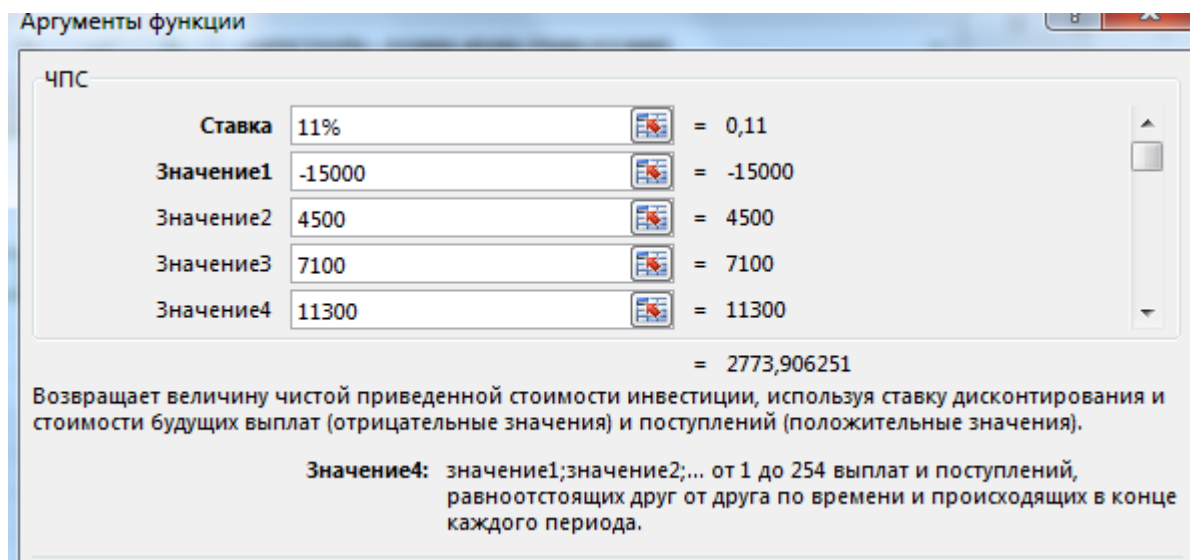 Аргументы функции
ЧПС
Ставка 11% = 0,11
Значение1 -15000 = -15000
Значение2 4500 = 4500
Значение3 7100 = 7100
Значение4 11300 = 11300
= 2773,906251
Возвращает величину чистой приведенной стоимости инвестиции, используя ставку дисконтирования и
стоимости будущих выплат (отрицательные значения) и поступлений (положительные значения).
Значение4: значение1;значение2;... от 1 до 254 выплат и поступлений,
равноотстоящих друг от друга по времени и происходящих в конце
каждого периода.